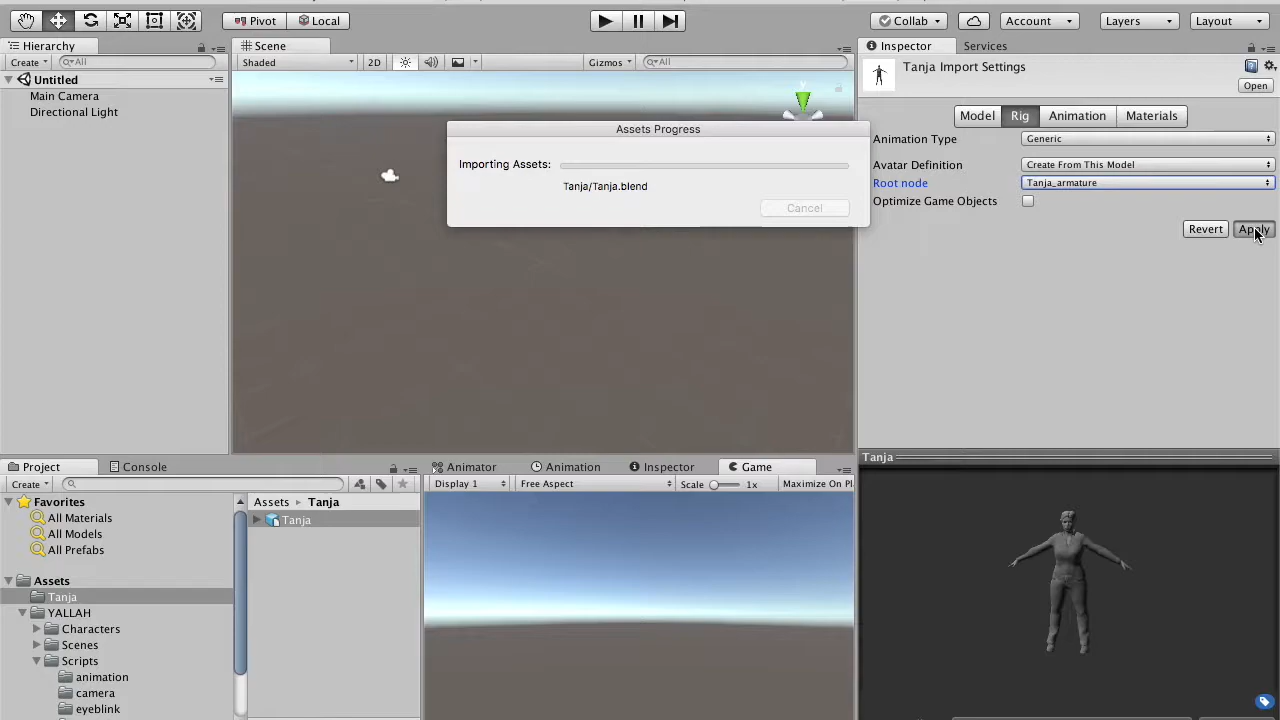 Pivot Local Collab Account Layers Layout
Hierarchy Scene Inspector Services
Create All Shaded 2D Gizmos All Tanja Import Settings
Untitled Open
Main Camera
Directional Light
Model Rig Animation Materials
Assets Progress
Animation Type Generic
Importing Assets: Avatar Definition Create From This Model
Tanja/Tanja.blend Root node Tanja_armature
Cancel Optimize Game Objects
Revert Apply
Tanja
Project Console Animator Animation Inspector Game
Create Display 1 Free Aspect Scale 1x Maximize On Pl
Favorites Assets Tanja
All Materials Tanja
All Models
All Prefabs
Assets
Tanja
YALLAH
Characters
Scenes
Scripts
animation
camera
eyeblink